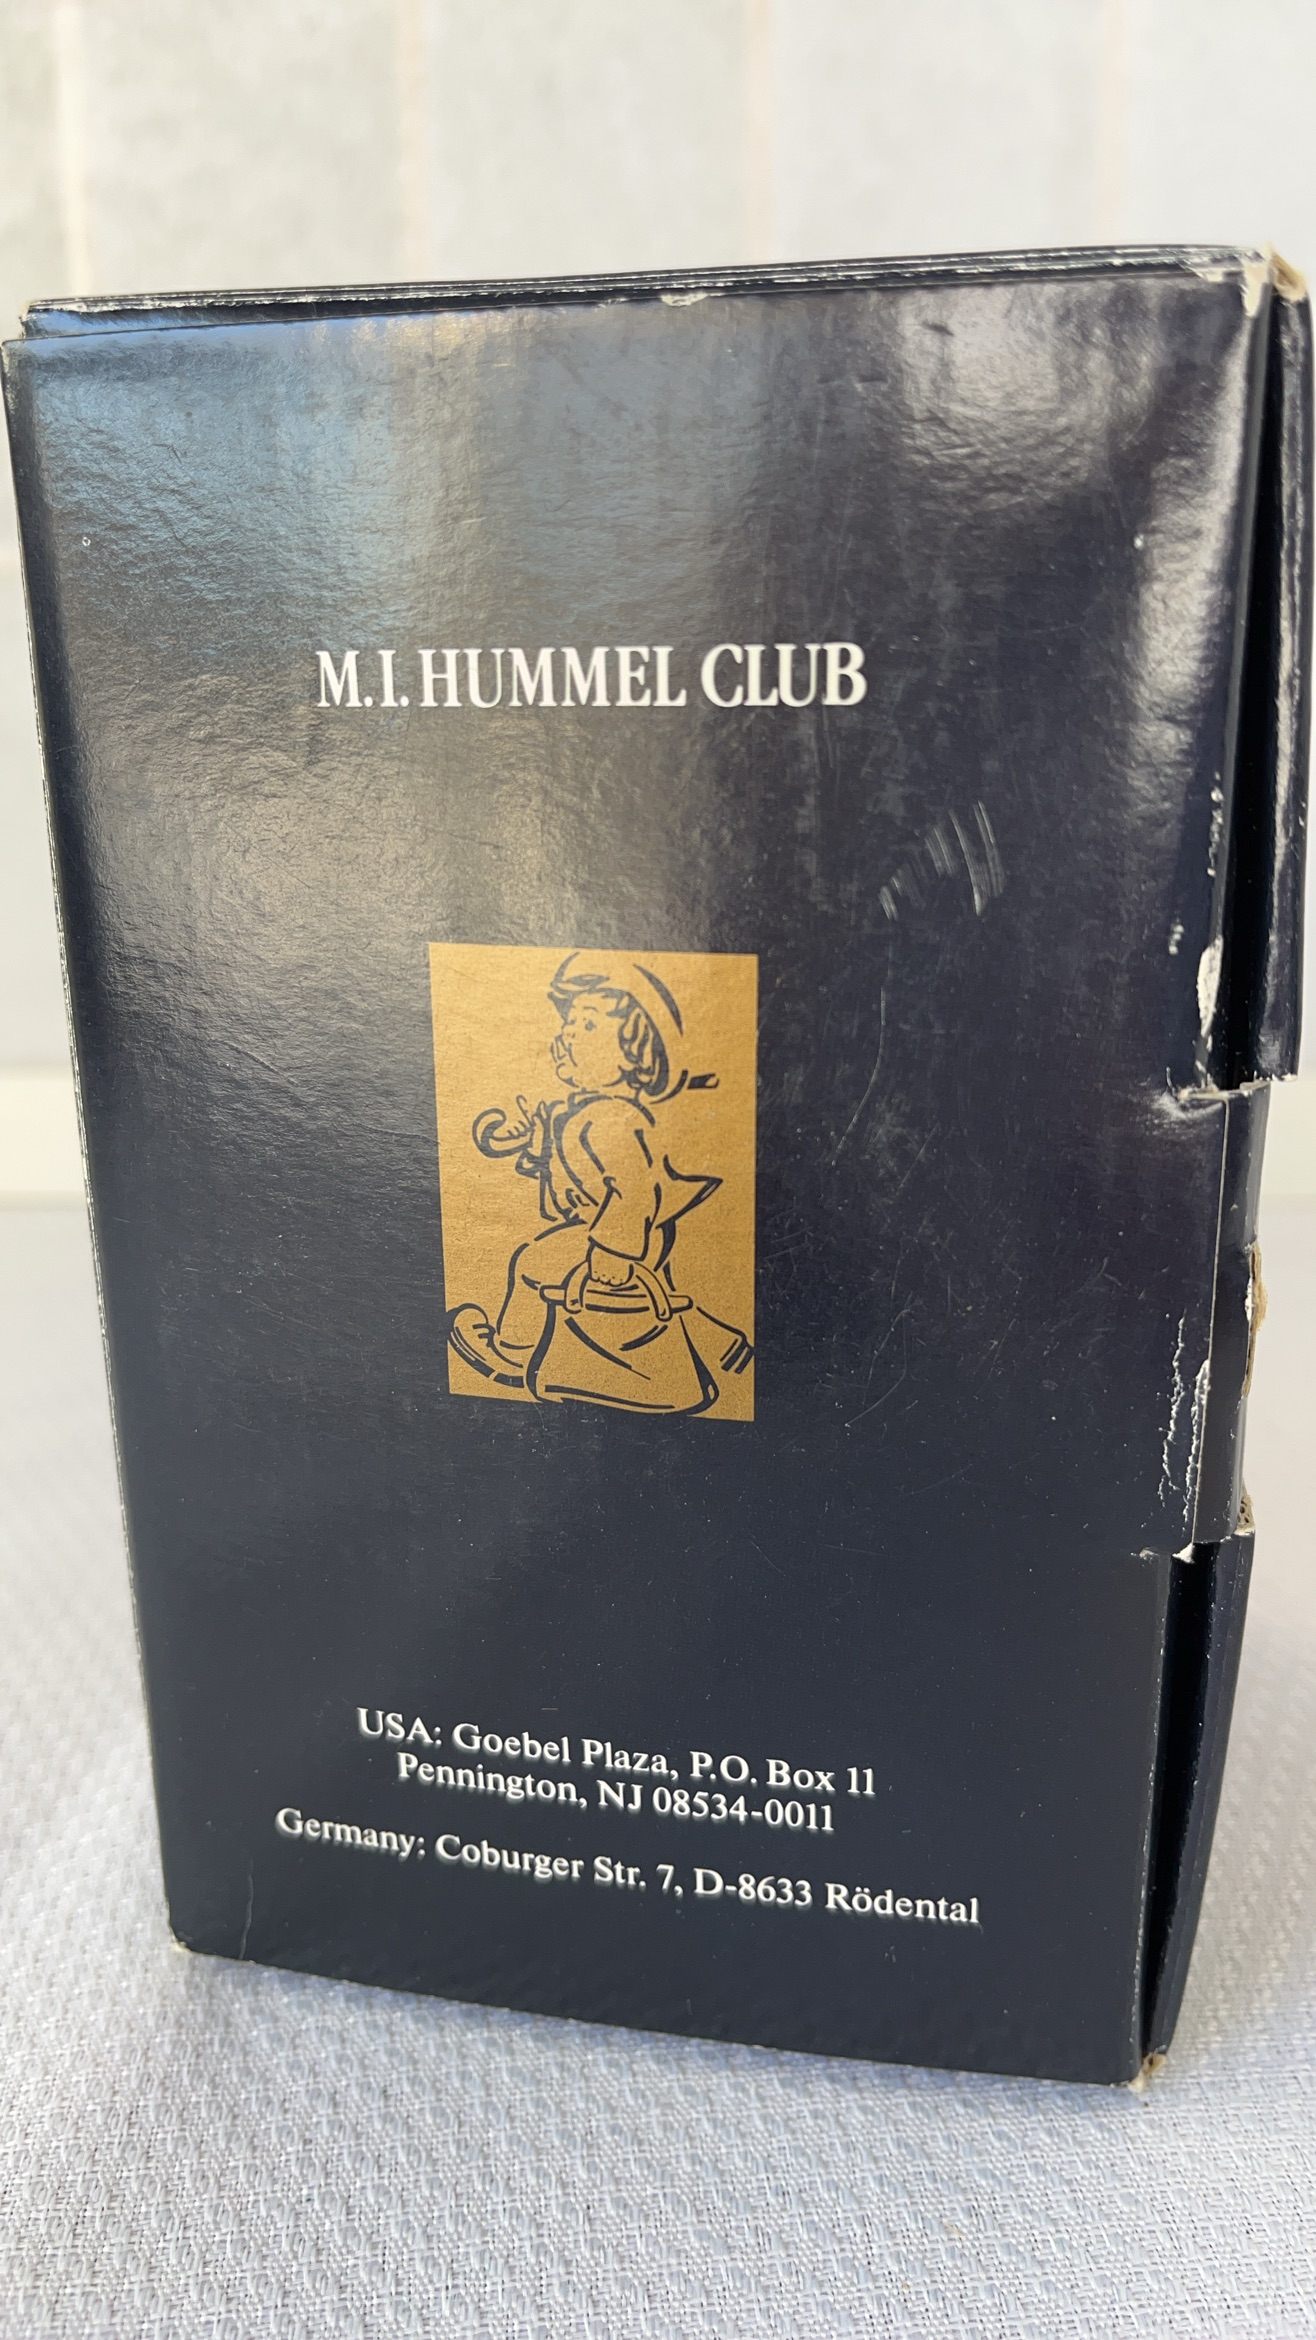 M.I. HUMMEL CLUB
USA: Goebel Plaza, P.O. Box 11
Pennington, NJ 08534-0011
Germany: Coburger Str. 7, D-8633 Rödental